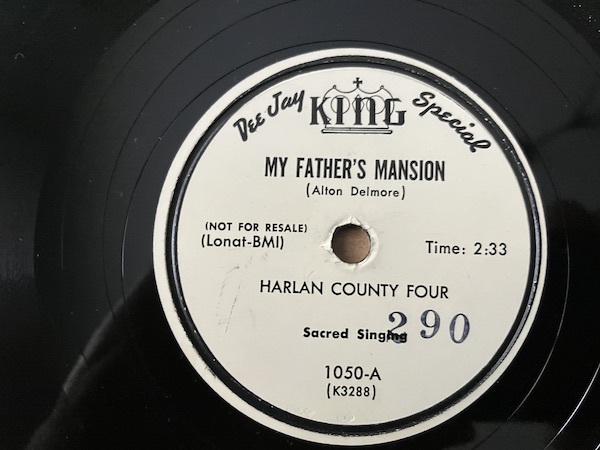 Dee Jay KING Special
MY FATHER'S MANSION
(Alton Delmore)
(NOT FOR RESALE)
(Lonat-BMI)
Time: 2:33
HARLAN COUNTY FOUR
Sacred Singing
290
1050-A
(K3288)